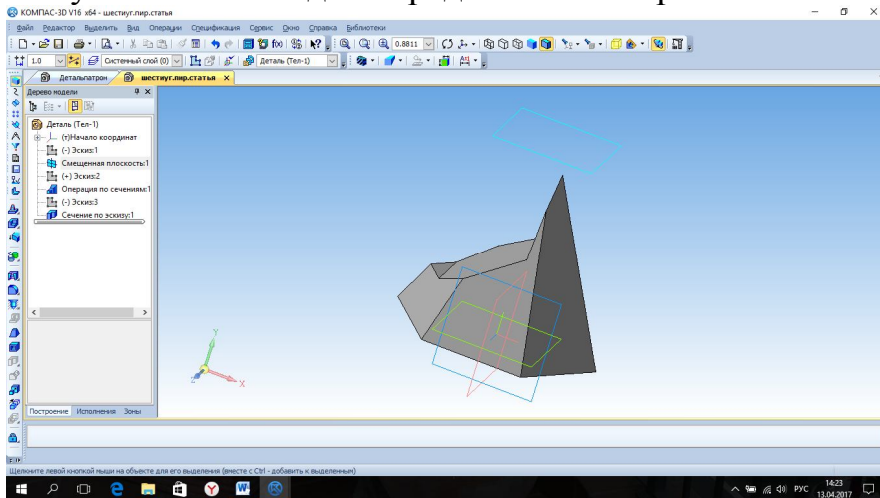 КОМПАС-3D V16 x64 - шестиуг.пир.статья
Файл Редактор Выделить Вид Операции Спецификация Сервис Окно Справка Библиотеки
0.8811
1.0 Системный слой (0) Деталь (Тел-1)
Детальпатрон шестиуг.пир.статья
Дерево модели
Деталь (Тел-1)
(т)Начало координат
(-) Эскиз:1
Смещенная плоскость:1
(+) Эскиз:2
Операция по сечениям:1
(-) Эскиз:3
Сечение по эскизу:1
Y
Z
X
Построение Исполнения Зоны
Щелкните левой кнопкой мыши на объекте для его выделения (вместе с Ctrl - добавить к выделенным)
РУС
14:23
13.04.2017